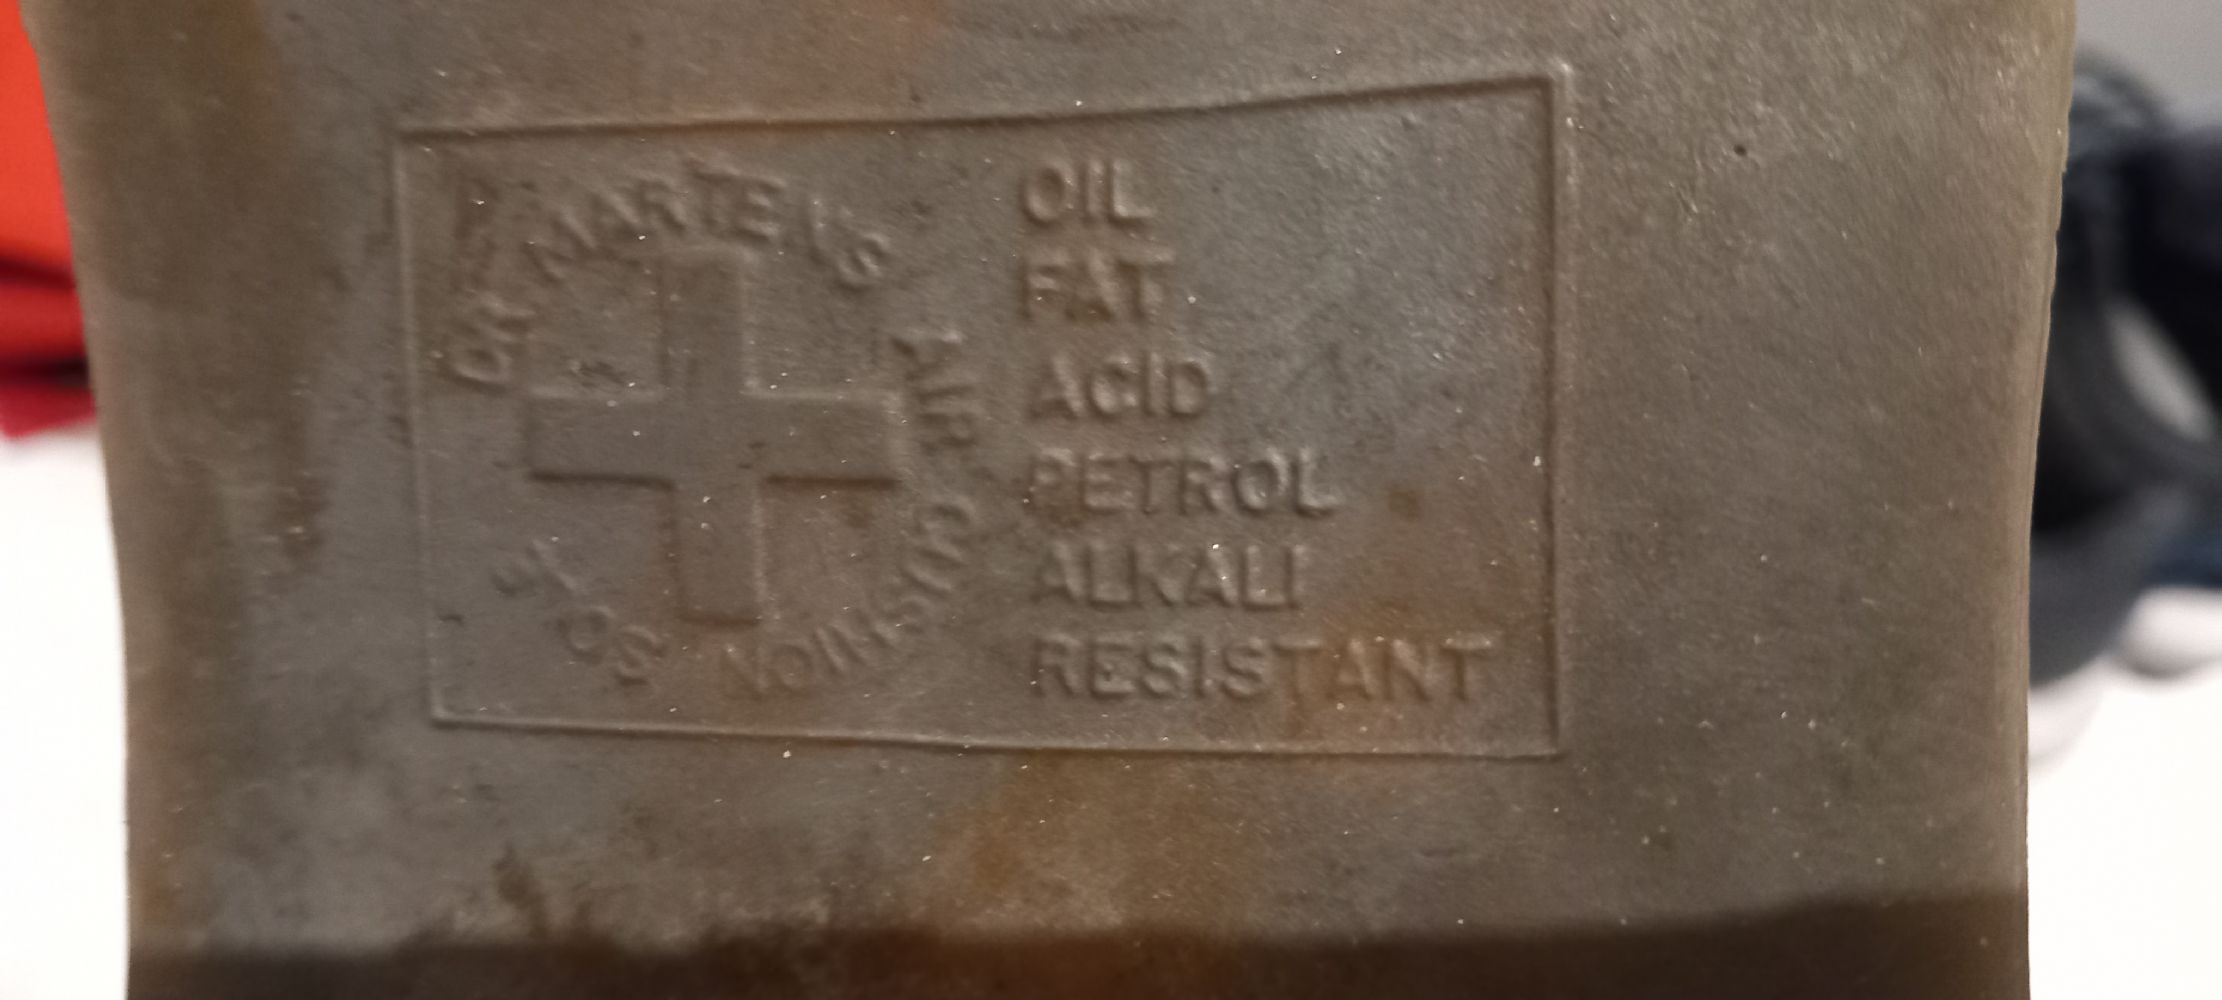 DR. MARTENS AIR CUSHION SOLE
OIL
FAT
ACID
PETROL
ALKALI
RESISTANT